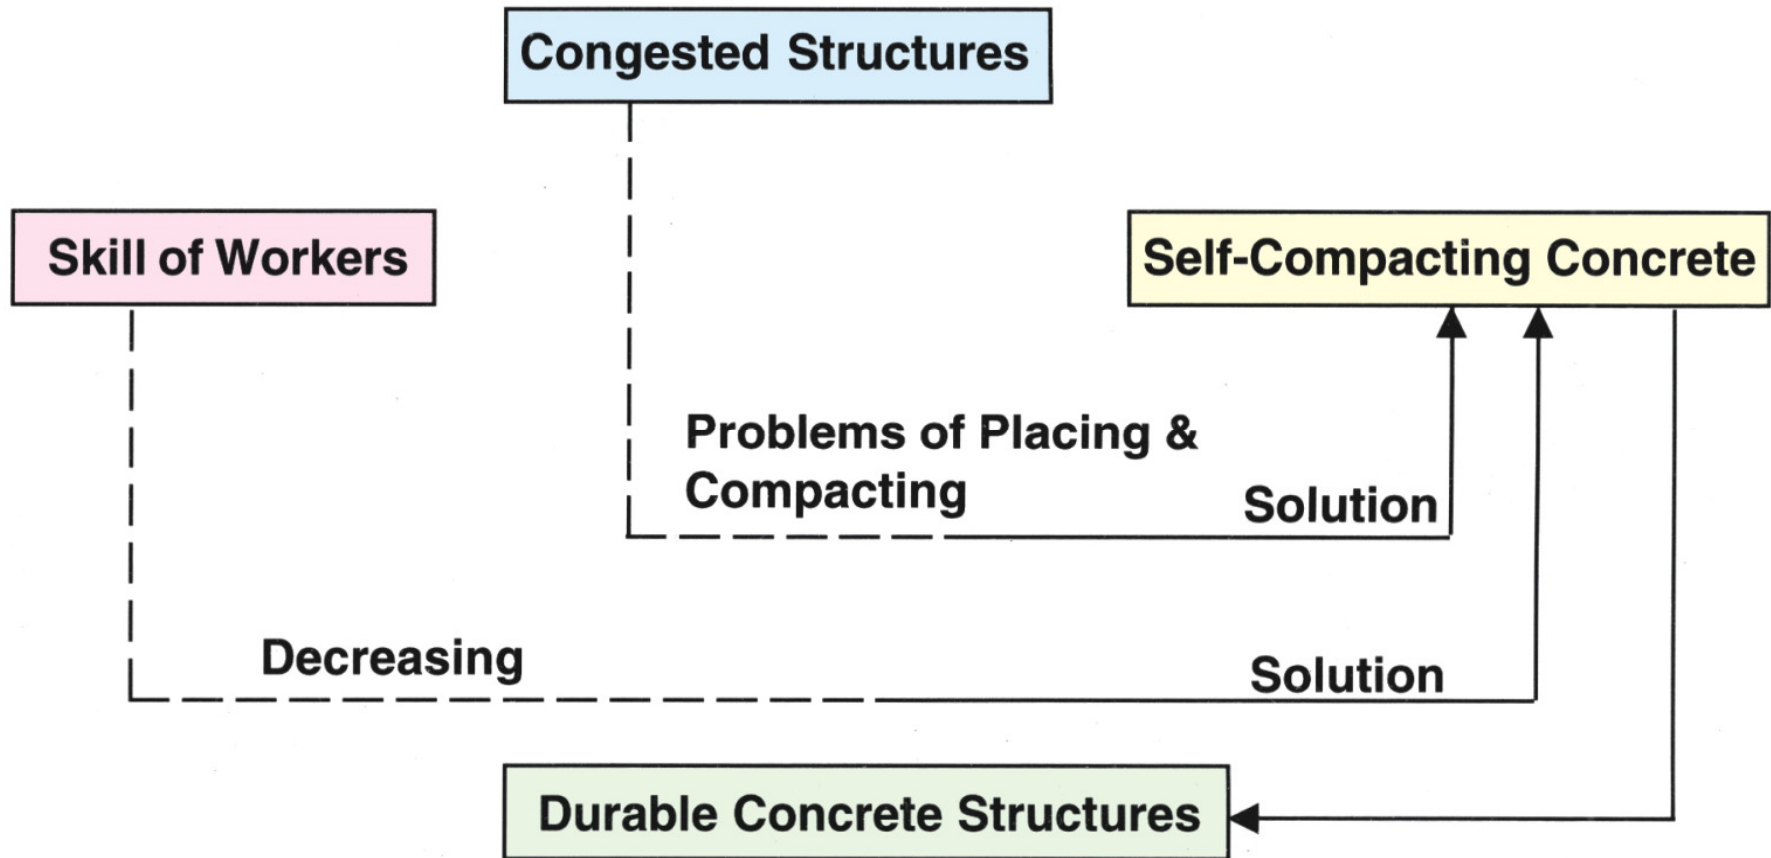 Congested Structures
Skill of Workers
Self-Compacting Concrete
Problems of Placing &
Compacting
Solution
Decreasing
Solution
Durable Concrete Structures